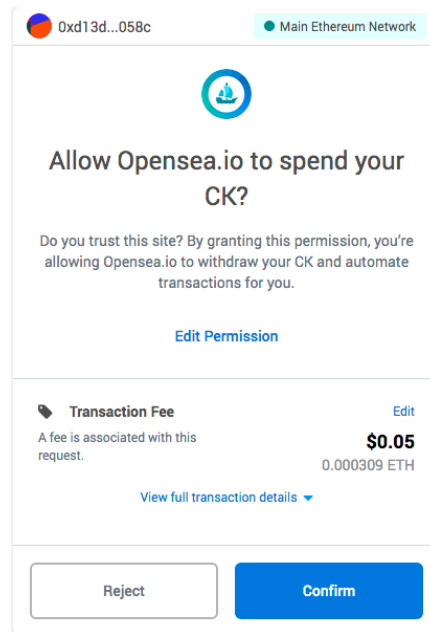 0xd13d...058c
Main Ethereum Network
Allow Opensea.io to spend your
CK?
Do you trust this site? By granting this permission, you're
allowing Opensea.io to withdraw your CK and automate
transactions for you.
Edit Permission
Transaction Fee
Edit
A fee is associated with this
request.
$0.05
0.000309 ETH
View full transaction details
Reject
Confirm